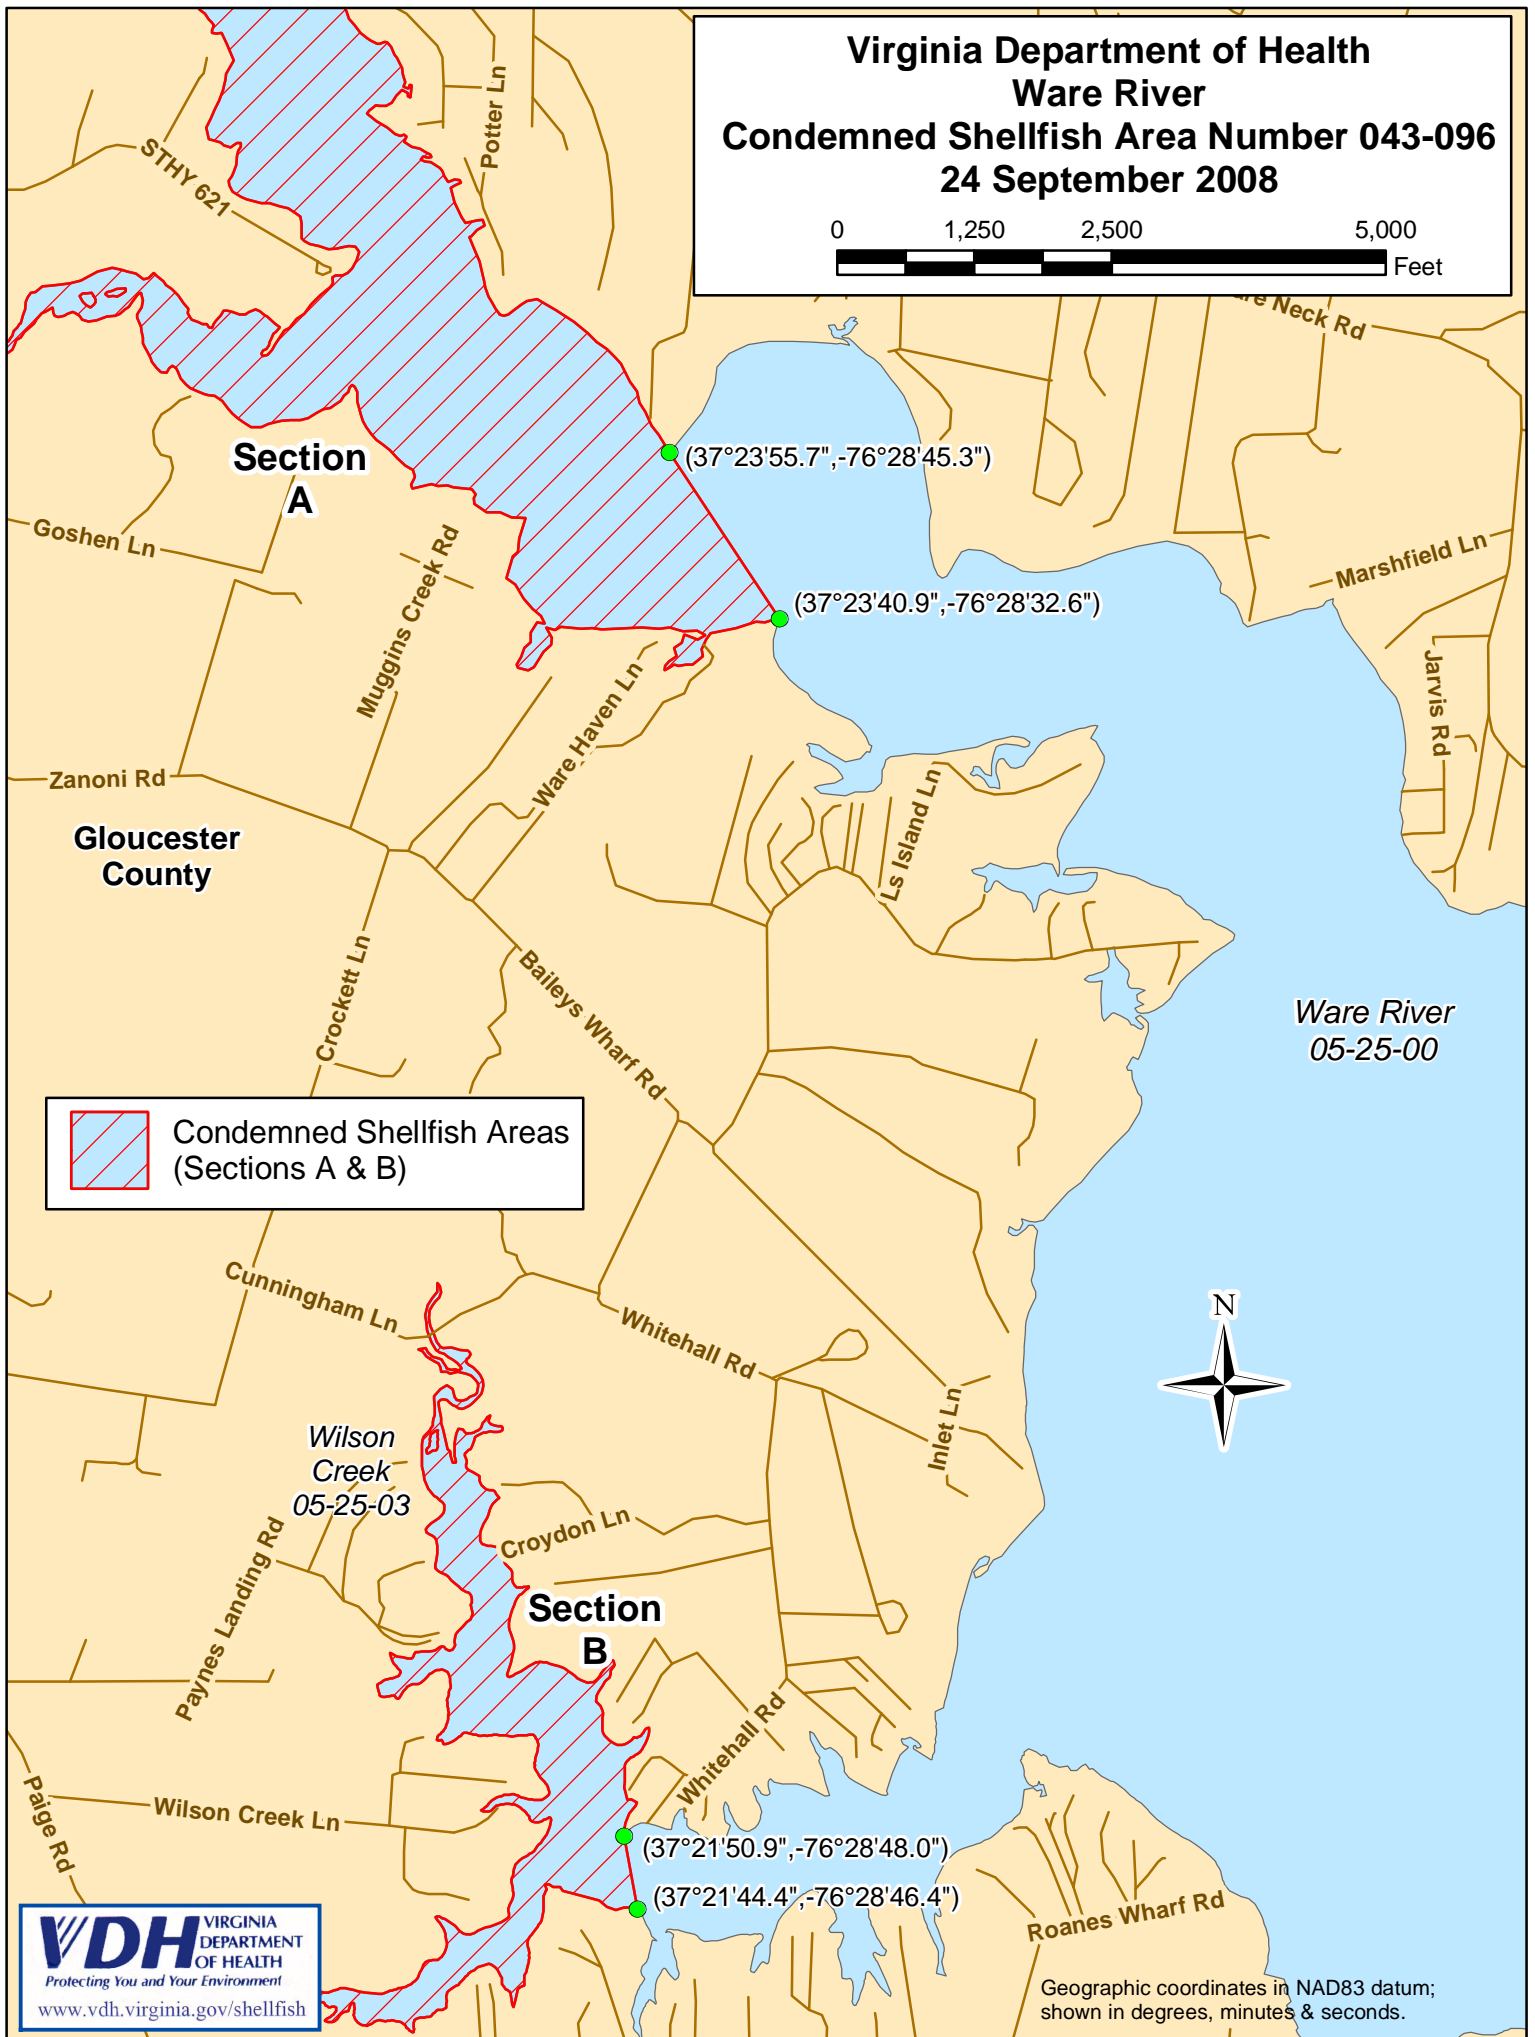 Virginia Department of Health
Ware River
Condemned Shellfish Area Number 043-096
24 September 2008
0 1,250 2,500 5,000
Feet
Potter Ln
STHY 621
Neck Rd
(37°23'55.7",-76°28'45.3")
Section
A
Goshen Ln
Muggins Creek Rd
Marshfield Ln
(37°23'40.9",-76°28'32.6")
Jarvis Rd
Ware Haven Ln
Zanoni Rd
Gloucester
County
Ls Island Ln
Crockett Ln
Baileys Wharf Rd
Ware River
05-25-00
Condemned Shellfish Areas
(Sections A & B)
Cunningham Ln
Whitehall Rd
N
Inlet Ln
Wilson
Creek
05-25-03
Croydon Ln
Paynes Landing Rd
Section
B
Whitehall Rd
Paige Rd
Wilson Creek Ln
(37°21'50.9",-76°28'48.0")
(37°21'44.4",-76°28'46.4")
Roanes Wharf Rd
VDH VIRGINIA
DEPARTMENT
OF HEALTH
Protecting You and Your Environment
www.vdh.virginia.gov/shellfish
Geographic coordinates in NAD83 datum;
shown in degrees, minutes & seconds.